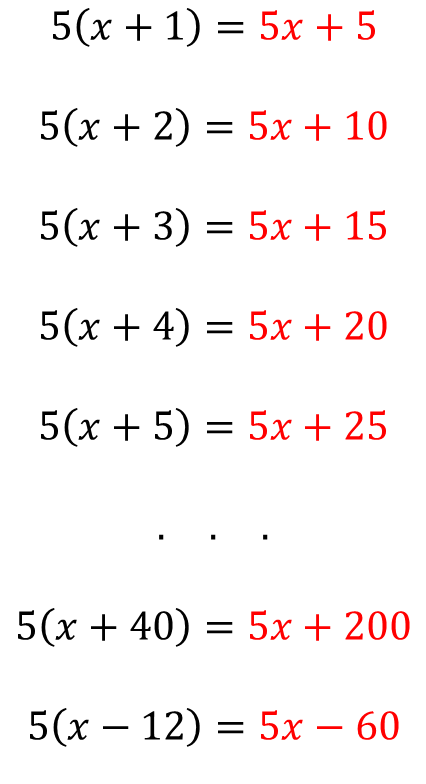 5(x + 1) = 5x + 5
5(x + 2) = 5x + 10
5(x + 3) = 5x + 15
5(x + 4) = 5x + 20
5(x + 5) = 5x + 25
. . .
5(x + 40) = 5x + 200
5(x − 12) = 5x − 60